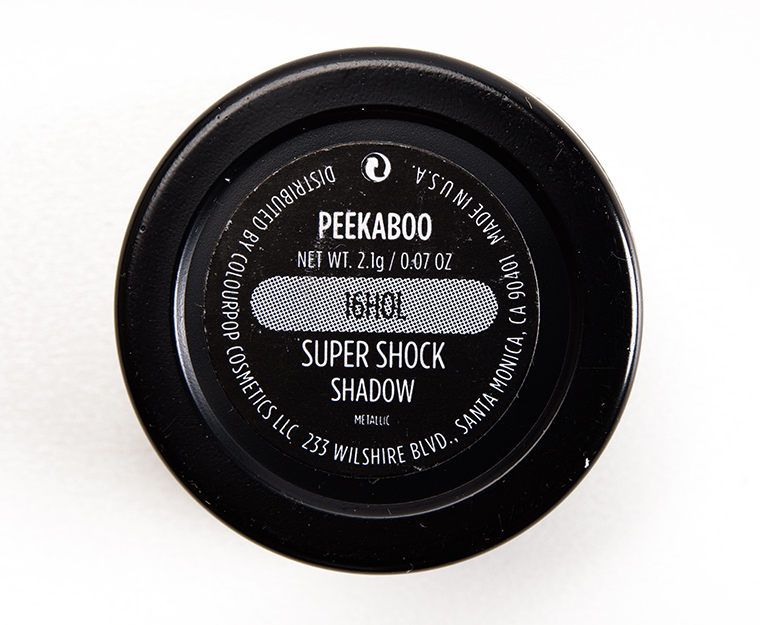 PEEKABOO
NET WT. 2.1g / 0.07 OZ
16HOL
SUPER SHOCK
SHADOW
METALLIC
DISTRIBUTED BY COLOURPOP COSMETICS LLC 233 WILSHIRE BLVD., SANTA MONICA, CA 90401 MADE IN U.S.A.